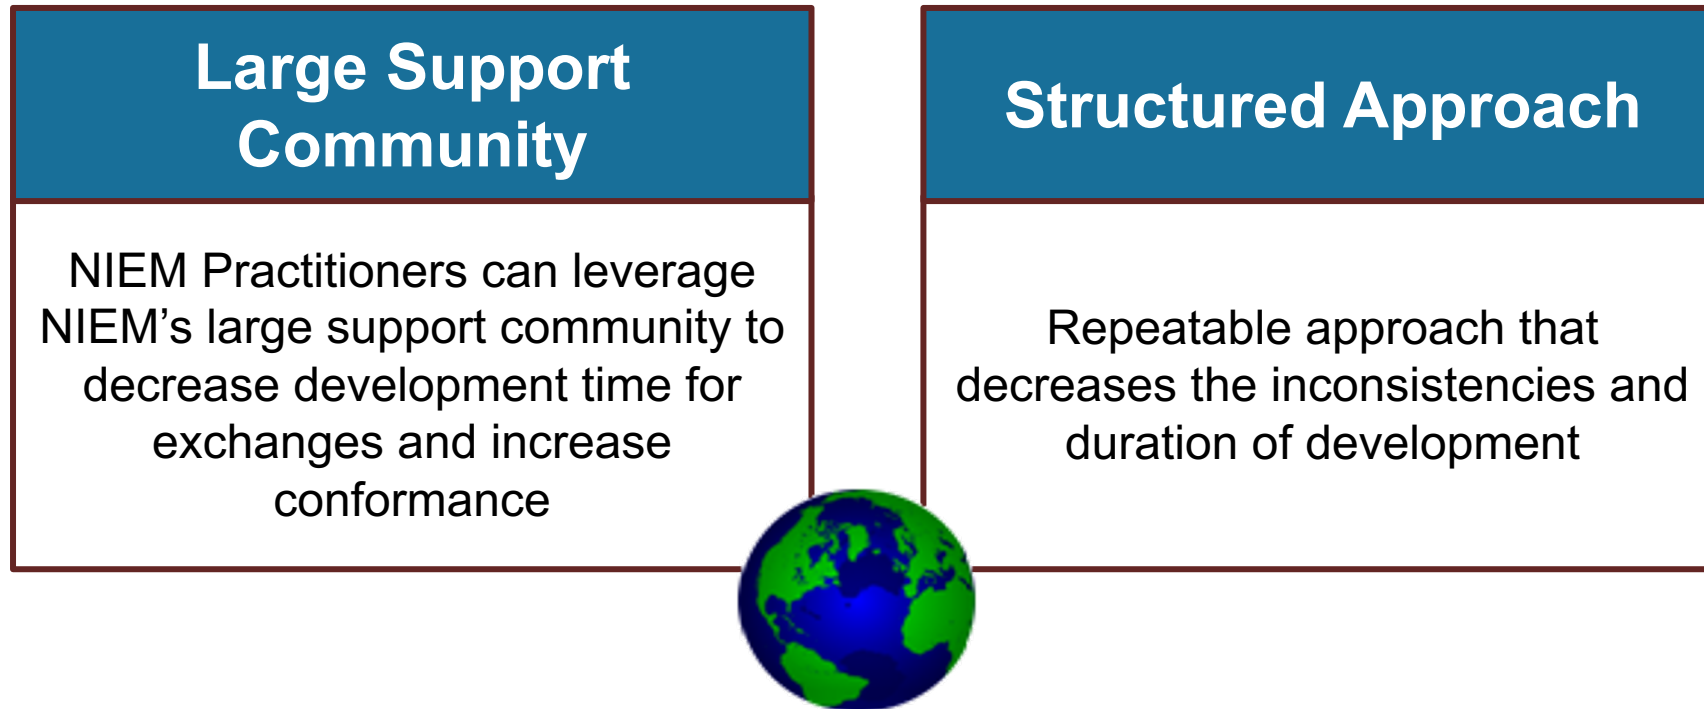 Large Support
Community
NIEM Practitioners can leverage
NIEM’s large support community to
decrease development time for
exchanges and increase
conformance
Structured Approach
Repeatable approach that
decreases the inconsistencies and
duration of development